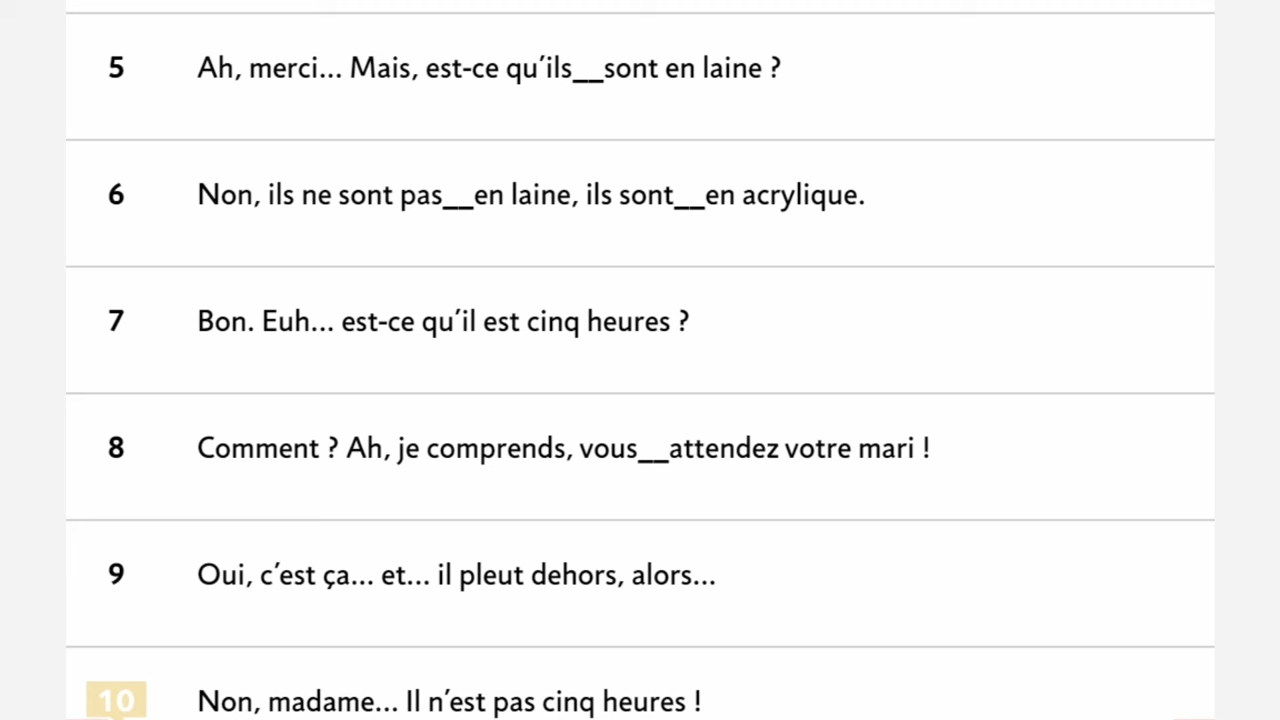 5 Ah, merci... Mais, est-ce qu'ils__sont en laine ?
6 Non, ils ne sont pas__en laine, ils sont__en acrylique.
7 Bon. Euh... est-ce qu'il est cinq heures ?
8 Comment ? Ah, je comprends, vous__attendez votre mari !
9 Oui, c'est ça... et... il pleut dehors, alors...
10 Non, madame... Il n'est pas cinq heures !